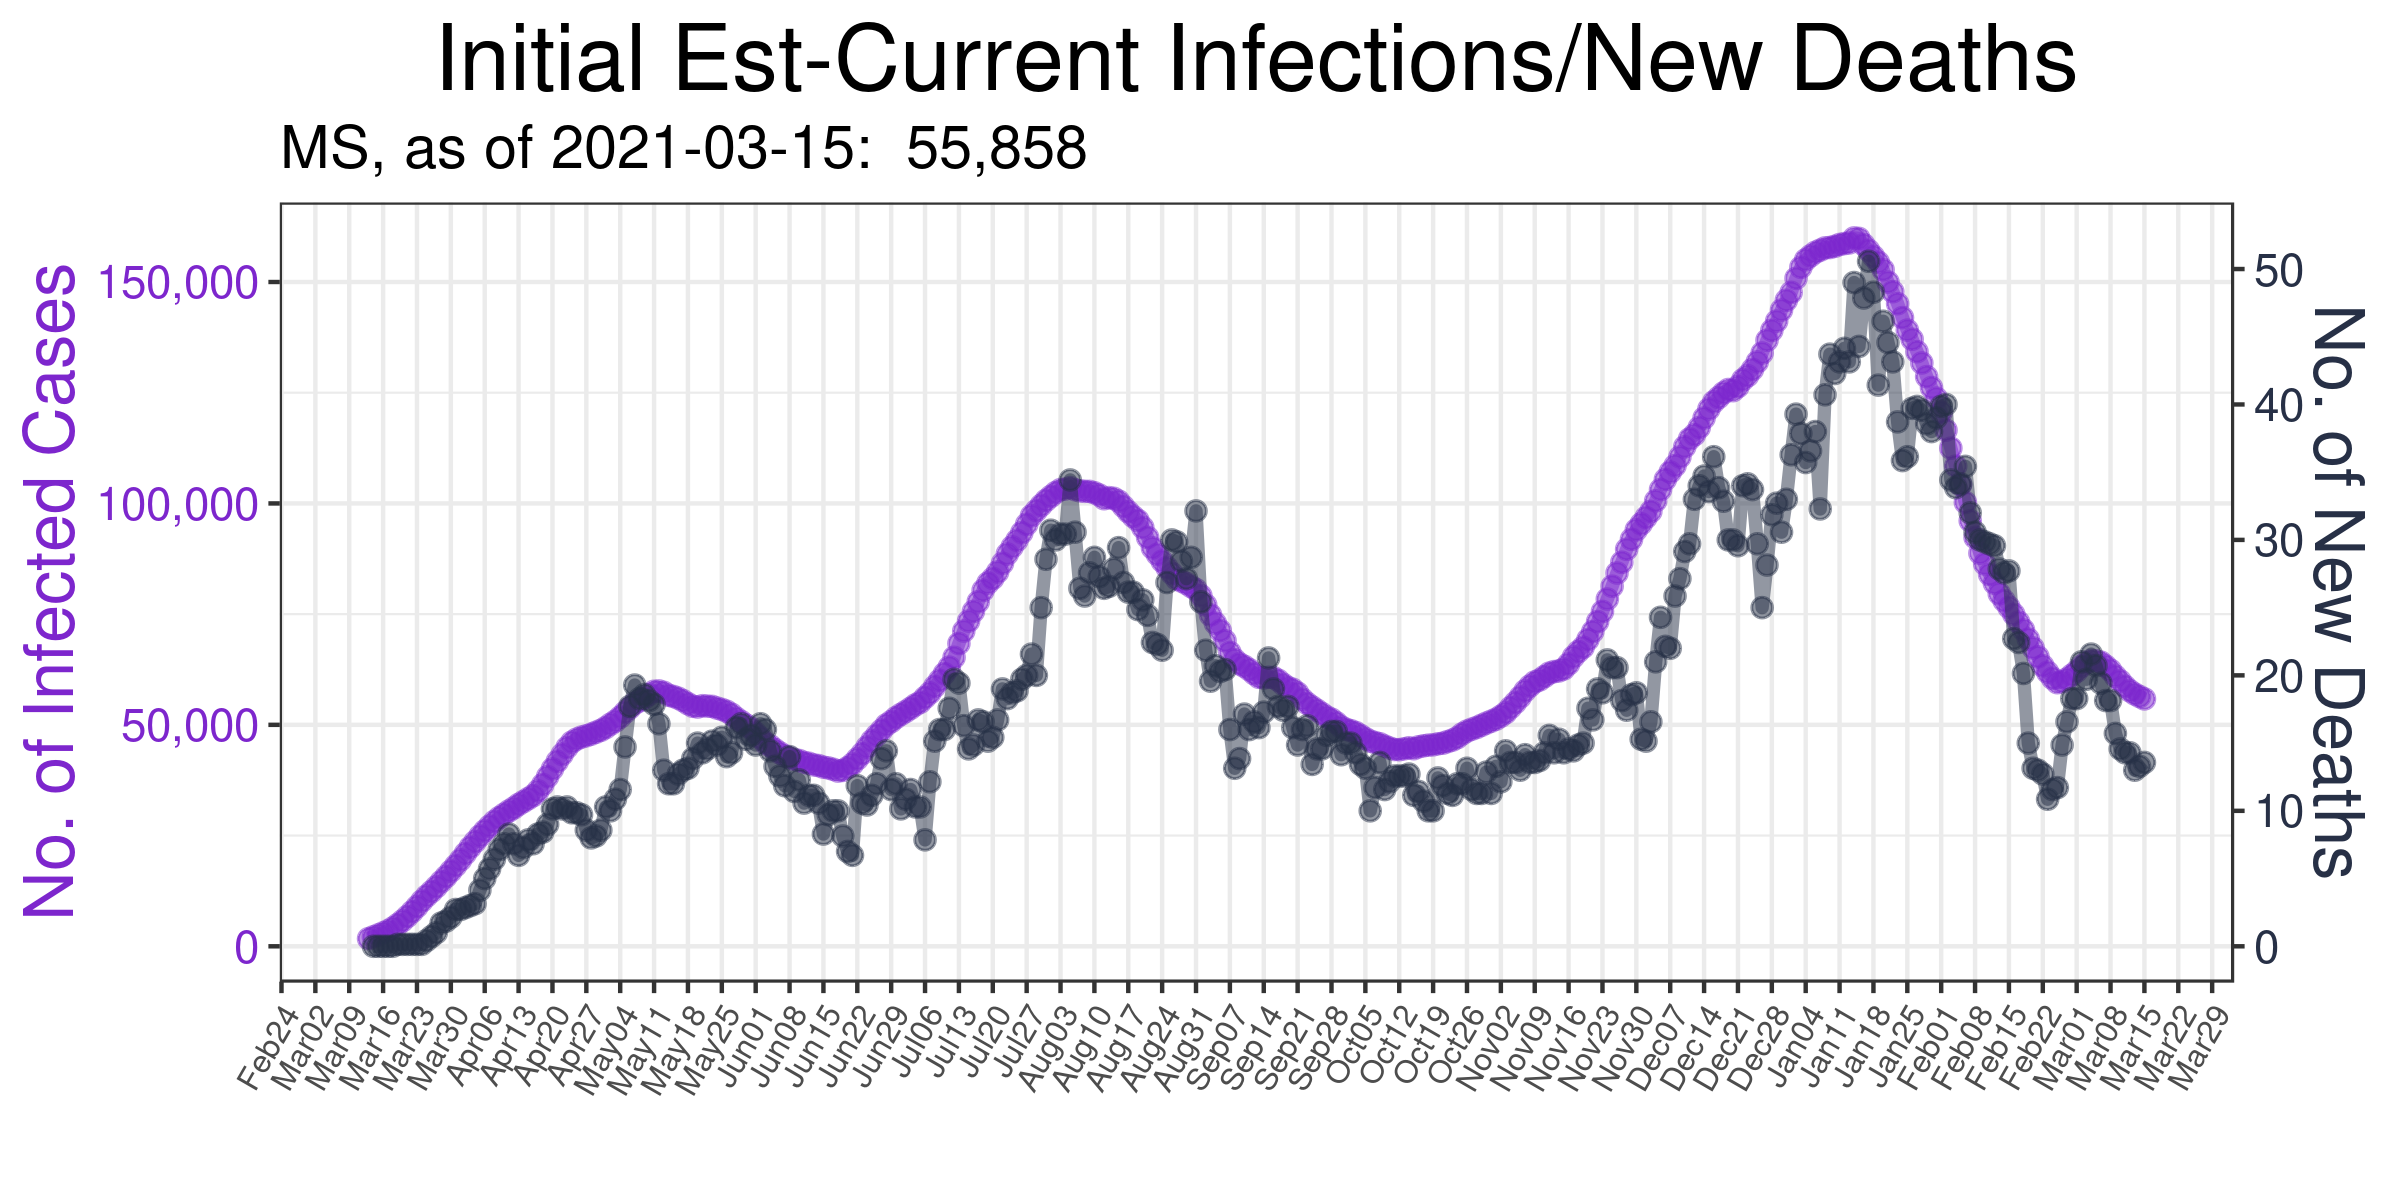 Initial Est-Current Infections/New Deaths
MS, as of 2021-03-15:  55,858
No. of Infected Cases
150,000
100,000
50,000
0
No. of New Deaths
50
40
30
20
10
0
Feb24
Mar02
Mar09
Mar16
Mar23
Mar30
Apr06
Apr13
Apr20
Apr27
May04
May11
May18
May25
Jun01
Jun08
Jun15
Jun22
Jun29
Jul06
Jul13
Jul20
Jul27
Aug03
Aug10
Aug17
Aug24
Aug31
Sep07
Sep14
Sep21
Sep28
Oct05
Oct12
Oct19
Oct26
Nov02
Nov09
Nov16
Nov23
Nov30
Dec07
Dec14
Dec21
Dec28
Jan04
Jan11
Jan18
Jan25
Feb01
Feb08
Feb15
Feb22
Mar01
Mar08
Mar15
Mar22
Mar29